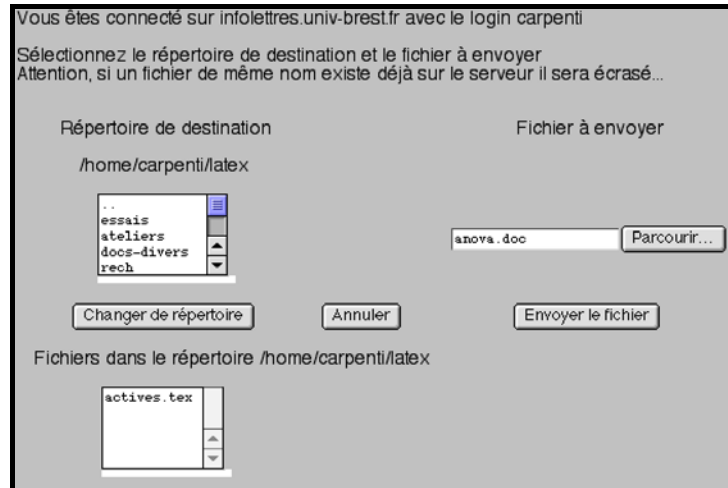 Vous êtes connecté sur infolettres.univ-brest.fr avec le login carpenti
Sélectionnez le répertoire de destination et le fichier à envoyer
Attention, si un fichier de même nom existe déjà sur le serveur il sera écrasé...
Répertoire de destination
Fichier à envoyer
/home/carpenti/latex
..
essais
ateliers
docs-divers
rech
anova.doc
Parcourir...
Changer de répertoire
Annuler
Envoyer le fichier
Fichiers dans le répertoire /home/carpenti/latex
actives.tex